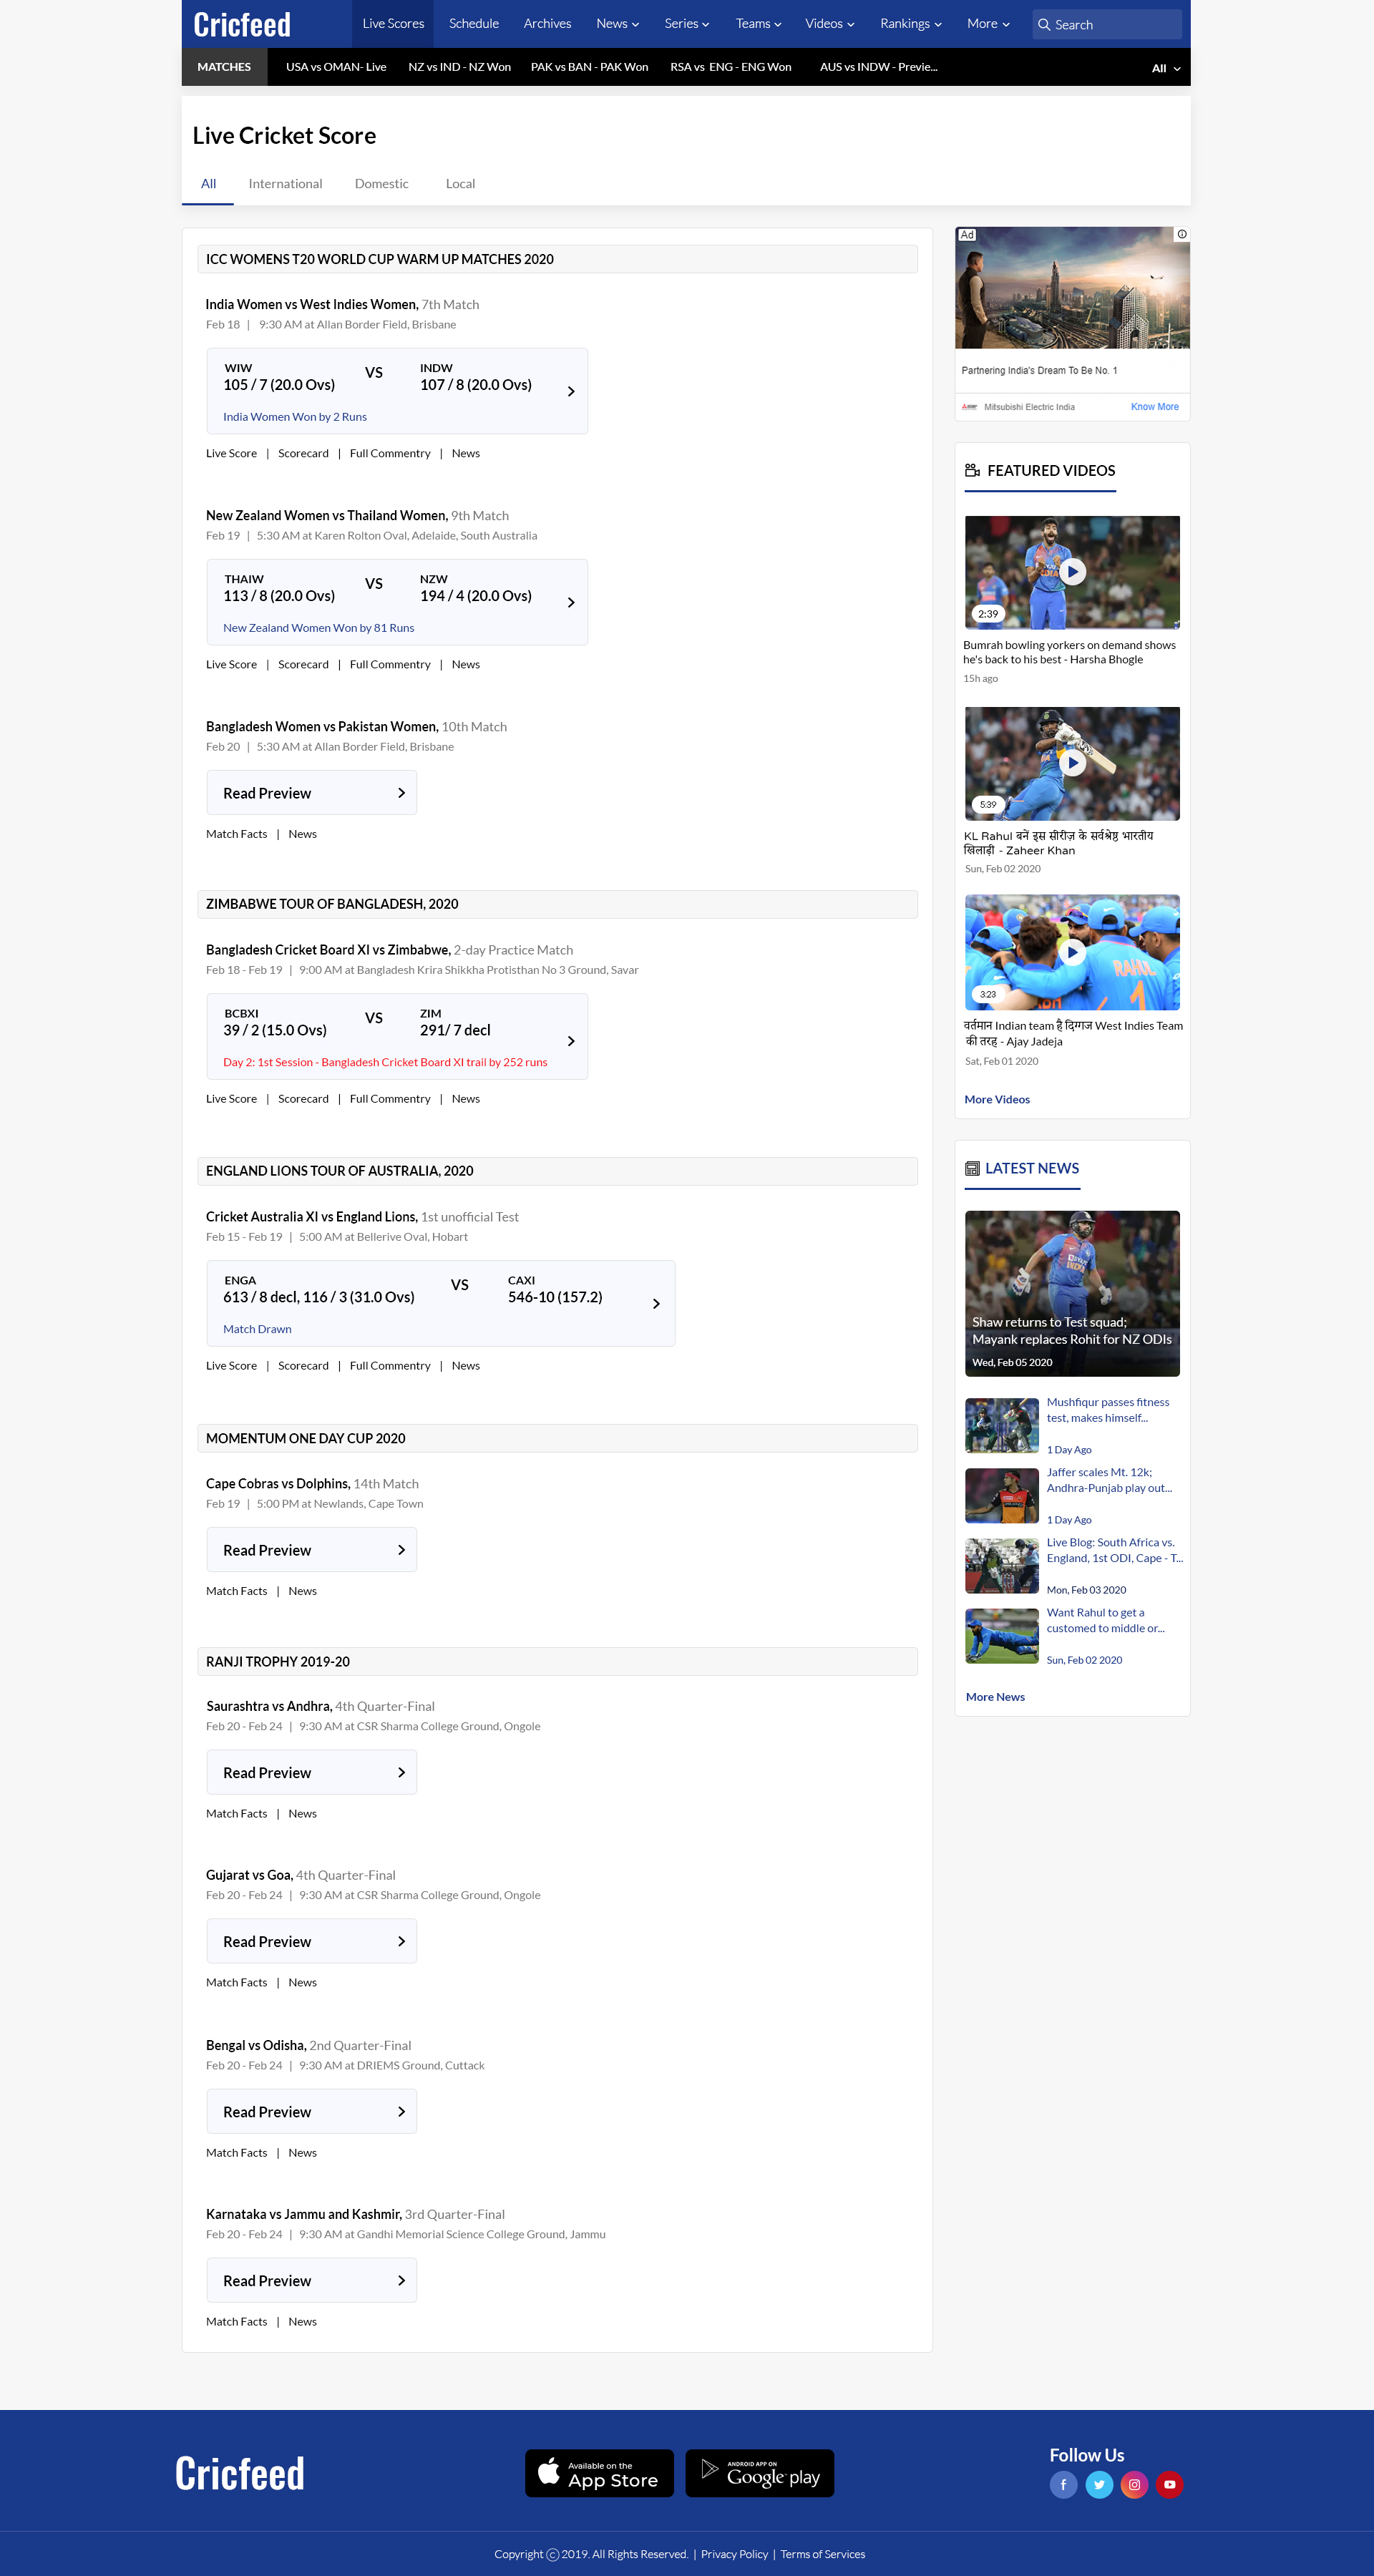 Cricfeed
Live Scores Schedule Archives News Series Teams Videos Rankings More Search
MATCHES USA vs OMAN- Live NZ vs IND - NZ Won PAK vs BAN - PAK Won RSA vs ENG - ENG Won AUS vs INDW - Previe... All
Live Cricket Score
All International Domestic Local
ICC WOMENS T20 WORLD CUP WARM UP MATCHES 2020
India Women vs West Indies Women, 7th Match
Feb 18 | 9:30 AM at Allan Border Field, Brisbane
WIW VS INDW
105 / 7 (20.0 Ovs) 107 / 8 (20.0 Ovs)
India Women Won by 2 Runs
Live Score | Scorecard | Full Commentry | News
New Zealand Women vs Thailand Women, 9th Match
Feb 19 | 5:30 AM at Karen Rolton Oval, Adelaide, South Australia
THAIW VS NZW
113 / 8 (20.0 Ovs) 194 / 4 (20.0 Ovs)
New Zealand Women Won by 81 Runs
Live Score | Scorecard | Full Commentry | News
Bangladesh Women vs Pakistan Women, 10th Match
Feb 20 | 5:30 AM at Allan Border Field, Brisbane
Read Preview
Match Facts | News
ZIMBABWE TOUR OF BANGLADESH, 2020
Bangladesh Cricket Board XI vs Zimbabwe, 2-day Practice Match
Feb 18 - Feb 19 | 9:00 AM at Bangladesh Krira Shikkha Protisthan No 3 Ground, Savar
BCBXI VS ZIM
39 / 2 (15.0 Ovs) 291/ 7 decl
Day 2: 1st Session - Bangladesh Cricket Board XI trail by 252 runs
Live Score | Scorecard | Full Commentry | News
ENGLAND LIONS TOUR OF AUSTRALIA, 2020
Cricket Australia XI vs England Lions, 1st unofficial Test
Feb 15 - Feb 19 | 5:00 AM at Bellerive Oval, Hobart
ENGA VS CAXI
613 / 8 decl, 116 / 3 (31.0 Ovs) 546-10 (157.2)
Match Drawn
Live Score | Scorecard | Full Commentry | News
MOMENTUM ONE DAY CUP 2020
Cape Cobras vs Dolphins, 14th Match
Feb 19 | 5:00 PM at Newlands, Cape Town
Read Preview
Match Facts | News
RANJI TROPHY 2019-20
Saurashtra vs Andhra, 4th Quarter-Final
Feb 20 - Feb 24 | 9:30 AM at CSR Sharma College Ground, Ongole
Read Preview
Match Facts | News
Gujarat vs Goa, 4th Quarter-Final
Feb 20 - Feb 24 | 9:30 AM at CSR Sharma College Ground, Ongole
Read Preview
Match Facts | News
Bengal vs Odisha, 2nd Quarter-Final
Feb 20 - Feb 24 | 9:30 AM at DRIEMS Ground, Cuttack
Read Preview
Match Facts | News
Karnataka vs Jammu and Kashmir, 3rd Quarter-Final
Feb 20 - Feb 24 | 9:30 AM at Gandhi Memorial Science College Ground, Jammu
Read Preview
Match Facts | News
Ad
Partnering India's Dream To Be No. 1
Mitsubishi Electric India Know More
FEATURED VIDEOS
INDIA
2:39
Bumrah bowling yorkers on demand shows
he's back to his best - Harsha Bhogle
15h ago
5:39
KL Rahul बनें इस सीरीज़ के सर्वश्रेष्ठ भारतीय
खिलाड़ी - Zaheer Khan
Sun, Feb 02 2020
RAHUL
1
3:23
वर्तमान Indian team है दिग्गज West Indies Team
की तरह - Ajay Jadeja
Sat, Feb 01 2020
More Videos
LATEST NEWS
INDIA
Shaw returns to Test squad;
Mayank replaces Rohit for NZ ODIs
Wed, Feb 05 2020
Mushfiqur passes fitness
test, makes himself...
1 Day Ago
Jaffer scales Mt. 12k;
Andhra-Punjab play out...
1 Day Ago
Live Blog: South Africa vs.
England, 1st ODI, Cape - T...
Mon, Feb 03 2020
Want Rahul to get a
customed to middle or...
Sun, Feb 02 2020
More News
Cricfeed
Available on the
App Store
ANDROID APP ON
Google play
Follow Us
Copyright © 2019. All Rights Reserved. | Privacy Policy | Terms of Services